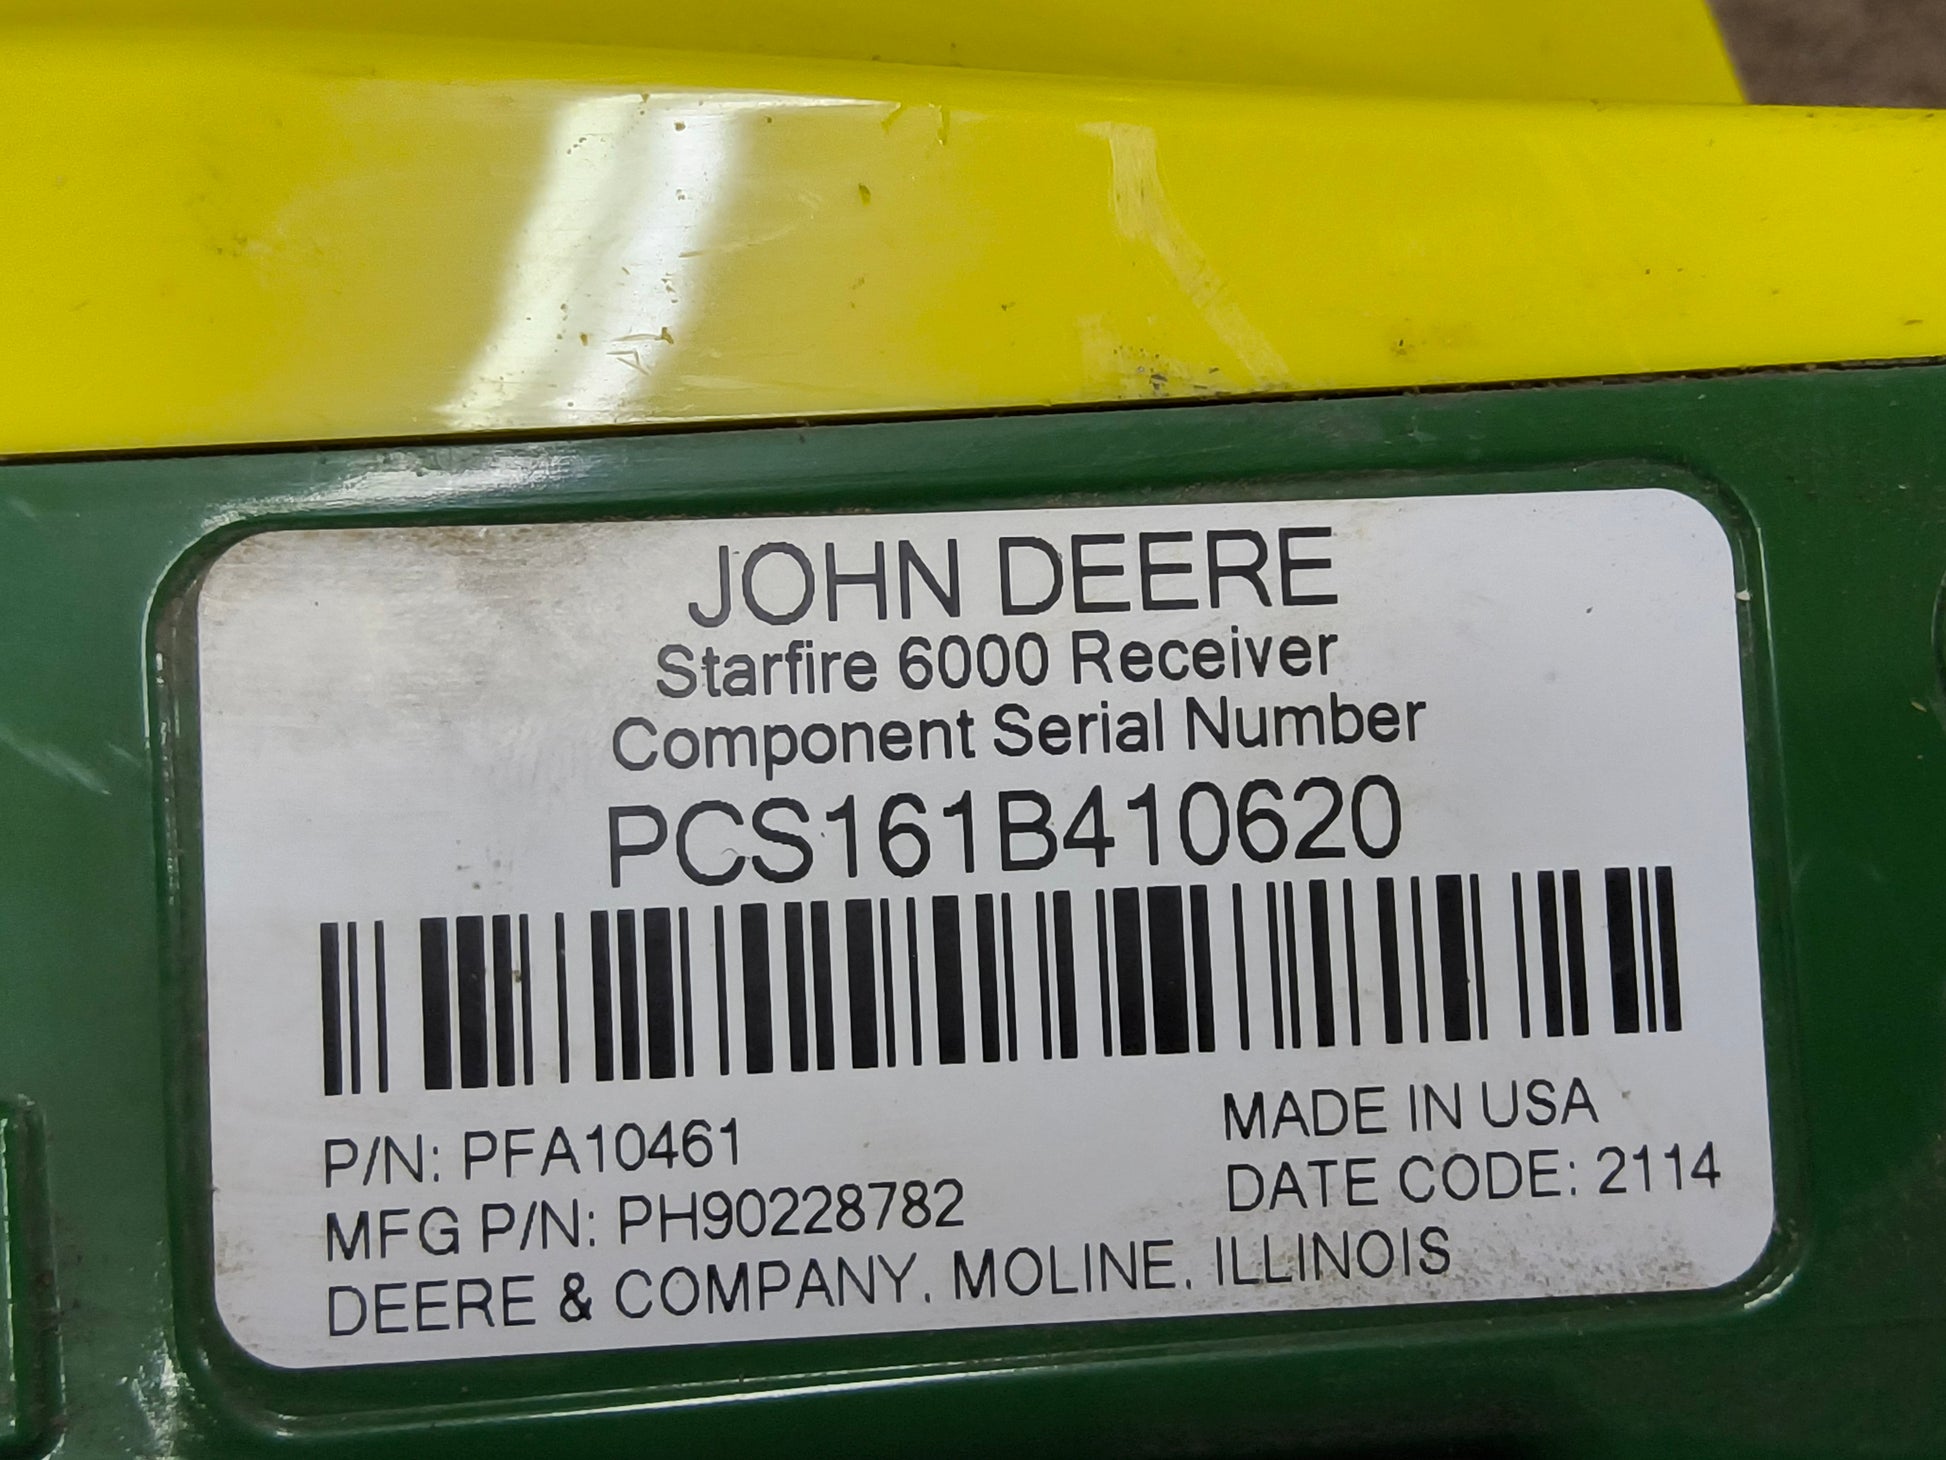 JOHN DEERE
Starfire 6000 Receiver
Component Serial Number
PCS161B410620
P/N: PFA10461
MADE IN USA
MFG P/N: PH90228782
DATE CODE: 2114
DEERE & COMPANY, MOLINE, ILLINOIS